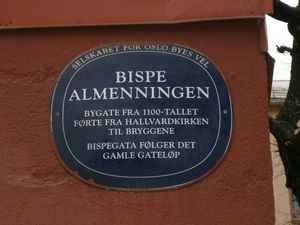 SELSKABET FOR OSLO BYES VEL
BISPE
ALMENNINGEN
BYGATE FRA 1100-TALLET
FØRTE FRA HALLVARDKIRKEN
TIL BRYGGENE
BISPEGATA FØLGER DET
GAMLE GATELØP